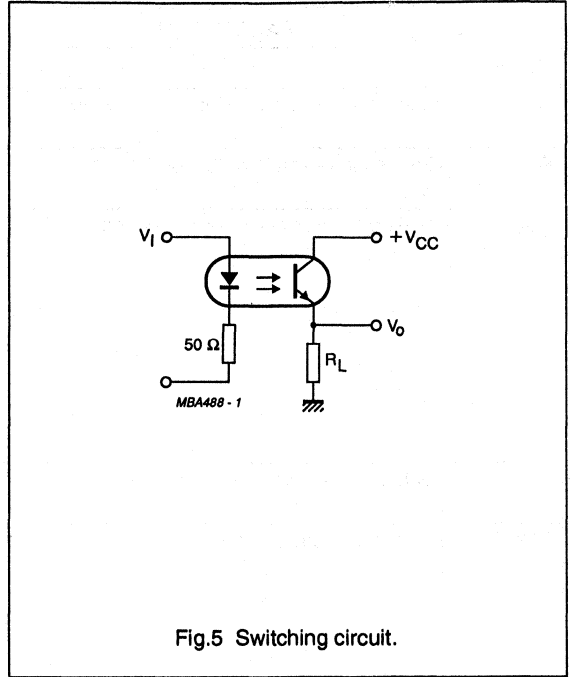 V_I
+V_CC
V_o
50 Ω
R_L
MBA488 - 1
Fig.5 Switching circuit.